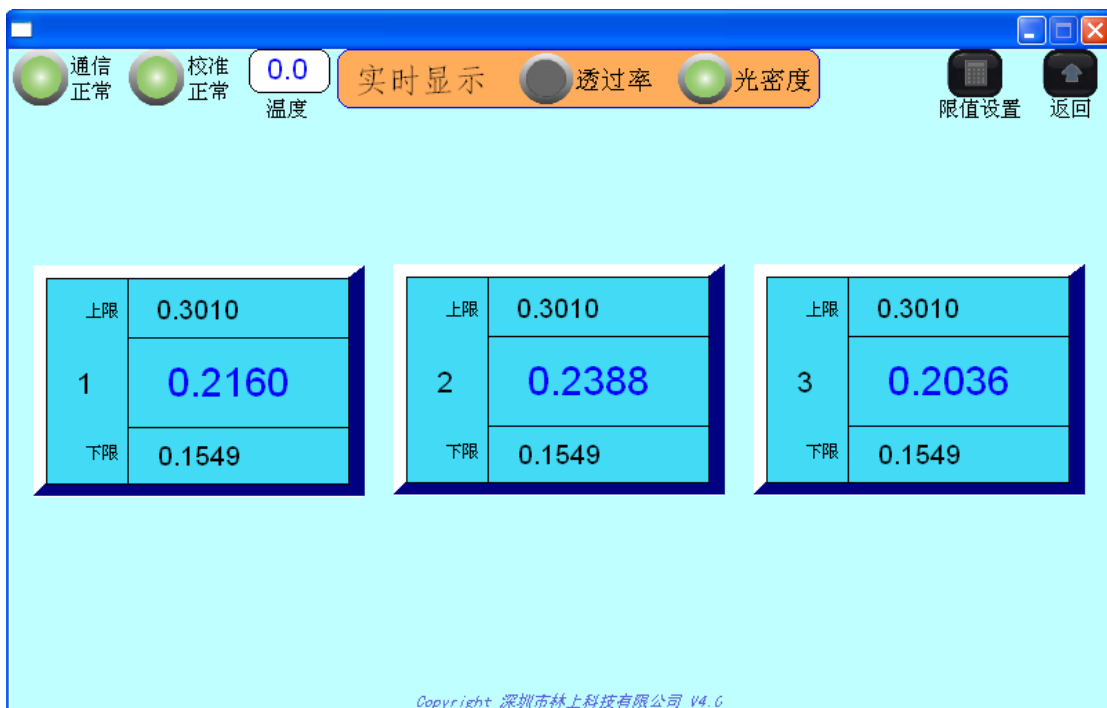 通信
正常
校准
正常
0.0
温度
实时显示
透过率
光密度
限值设置
返回
上限 0.3010
1 0.2160
下限 0.1549
上限 0.3010
2 0.2388
下限 0.1549
上限 0.3010
3 0.2036
下限 0.1549
Copyright 深圳市林上科技有限公司